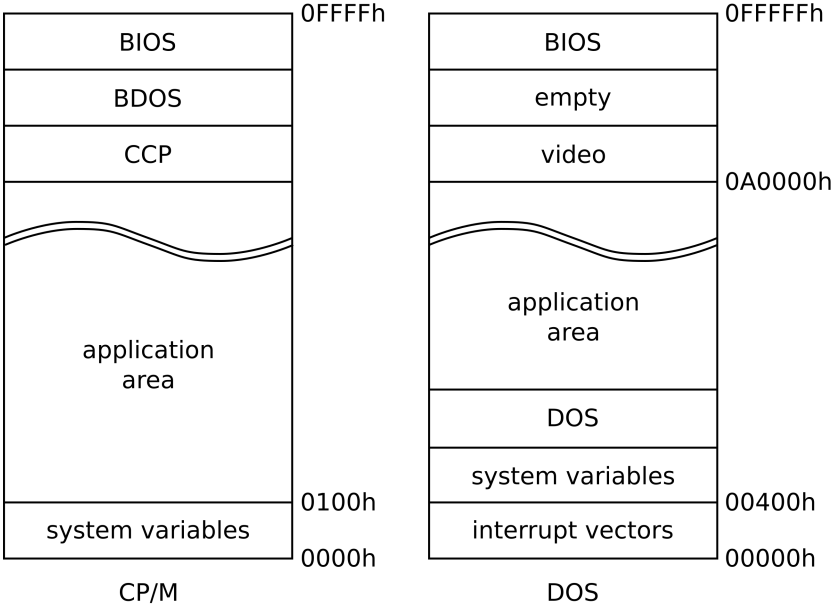 0FFFFh
BIOS
BDOS
CCP
application
area
0100h
system variables
0000h
CP/M
0FFFFFh
BIOS
empty
video
0A0000h
application
area
DOS
system variables
00400h
interrupt vectors
00000h
DOS